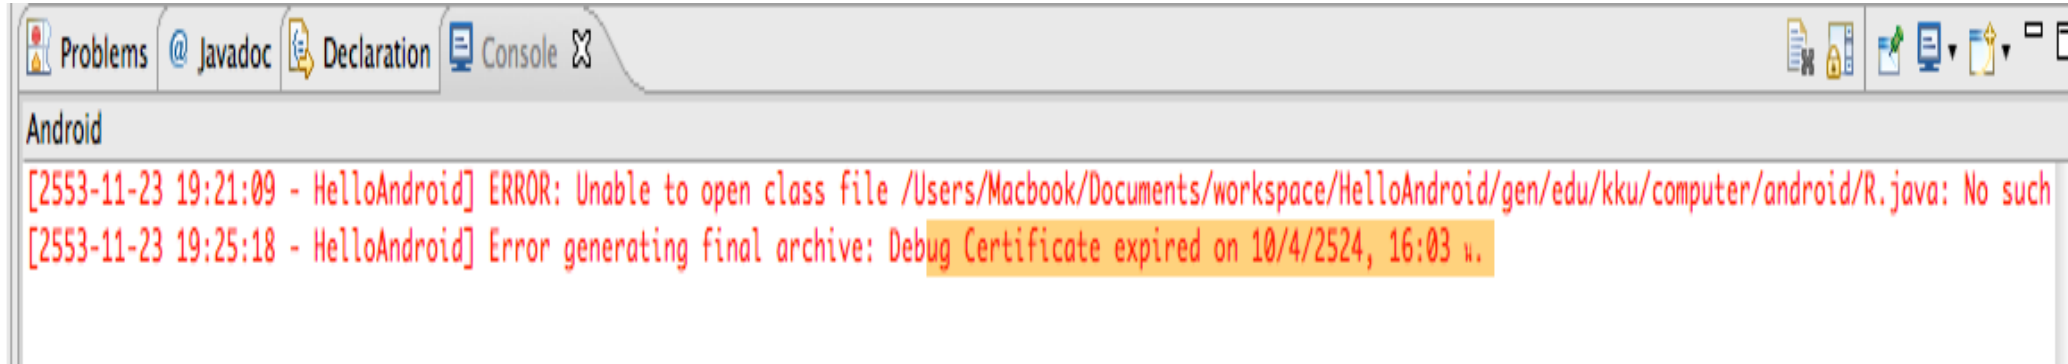 Problems @ Javadoc Declaration Console
Android
[2553-11-23 19:21:09 - HelloAndroid] ERROR: Unable to open class file /Users/Macbook/Documents/workspace/HelloAndroid/gen/edu/kku/computer/android/R.java: No such
[2553-11-23 19:25:18 - HelloAndroid] Error generating final archive: Debug Certificate expired on 10/4/2524, 16:03 น.